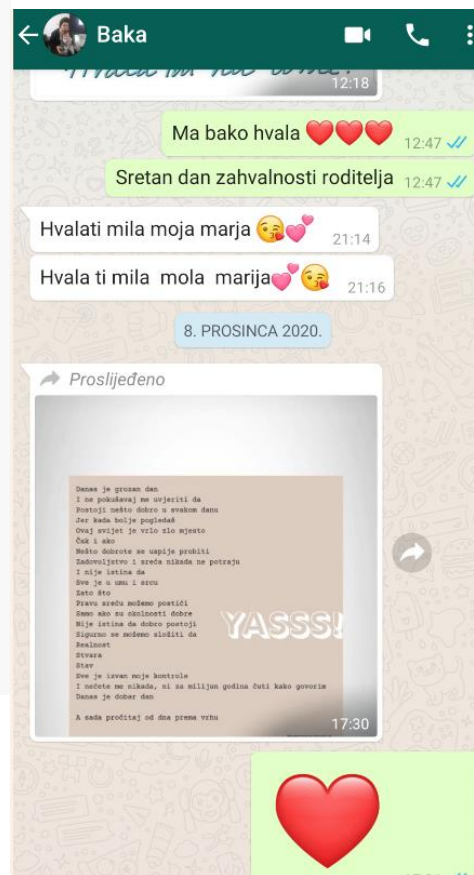 Baka
12:18
Ma bako hvala ❤️❤️❤️ 12:47
Sretan dan zahvalnosti roditelja 12:47
Hvalati mila moja marja 😘💕 21:14
Hvala ti mila mola marija💕😘 21:16
8. PROSINCA 2020.
Proslijeđeno
Danas je grozan dan
I ne pokušavaj me uvjeriti da
Postoji nešto dobro u svakom danu
Jer kada bolje pogledaš
Ovaj svijet je vrlo zlo mjesto
Čak i ako
Nešto dobrote se uspije probiti
Zadovoljstvo i sreća nikada ne potraju
I nije istina da
Sve je u umu i srcu
Zato što
Pravu sreću možemo postići
Samo ako su okolnosti dobre
Nije istina da dobro postoji
Sigurno se možemo složiti da
Realnost
Stvara
Stav
Sve je izvan moje kontrole
I nećete me nikada, ni za milijun godina čuti kako govorim
Danas je dobar dan
A sada pročitaj od dna prema vrhu
YASSS!
17:30
❤️